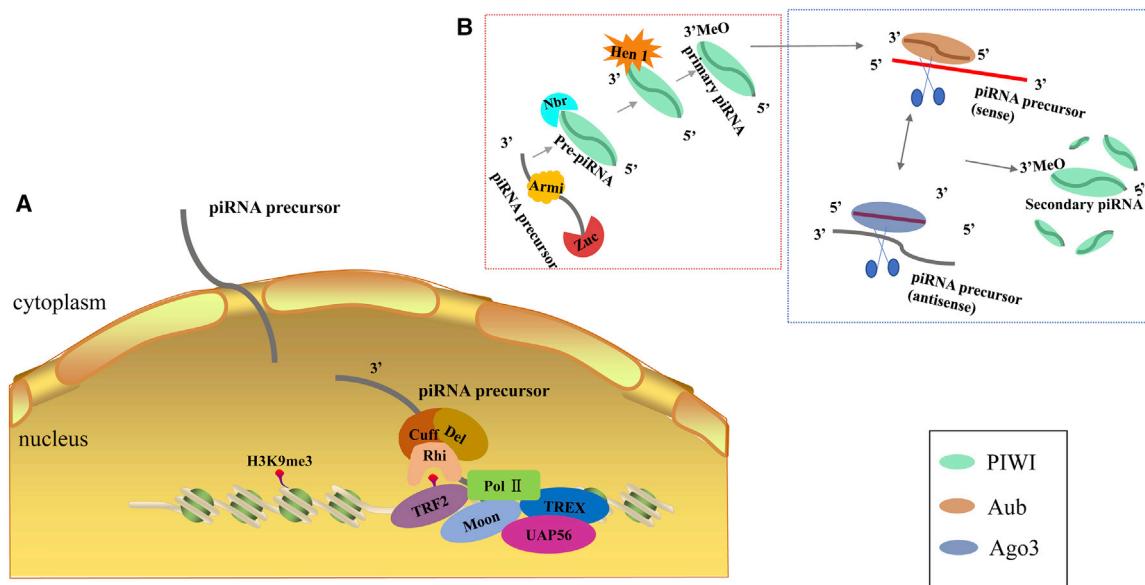 A
piRNA precursor
cytoplasm
3’
piRNA precursor
nucleus
Cuff
Del
Rhi
H3K9me3
Pol Ⅱ
TRF2
TREX
Moon
UAP56
B
3’MeO
Hen 1
3’
primary piRNA
Nbr
5’
5’
3’
Pre-piRNA
5’
Armi
piRNA precursor
Zuc
3’
5’
5’
3’
piRNA precursor
(sense)
3’MeO
5’
Secondary piRNA
3’
5’
5’
3’
piRNA precursor
(antisense)
PIWI
Aub
Ago3